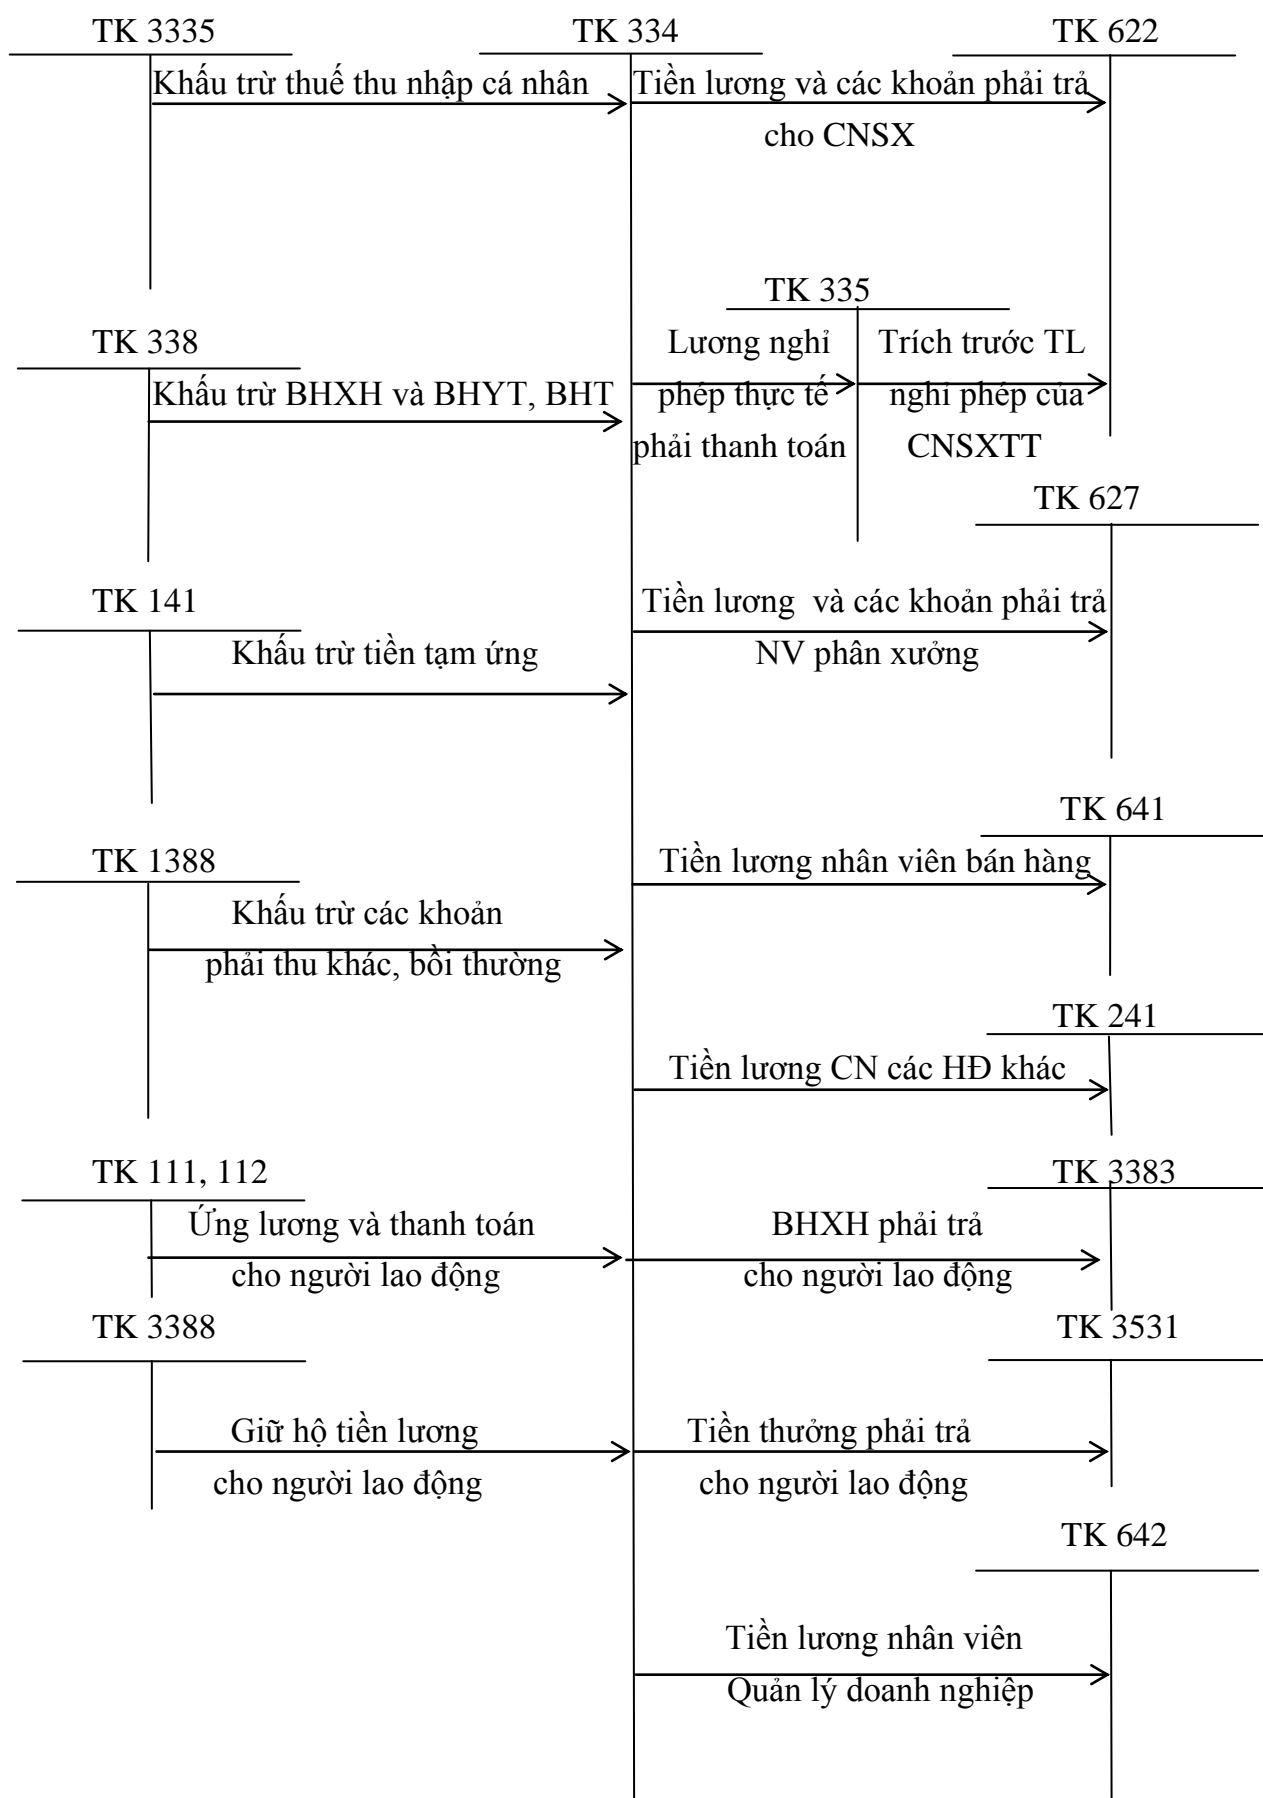 TK 3335
TK 334
TK 622
Khấu trừ thuế thu nhập cá nhân
Tiền lương và các khoản phải trả
cho CNSX
TK 335
TK 338
Lương nghỉ
phép thực tế
phải thanh toán
Trích trước TL
nghỉ phép của
CNSXTT
Khấu trừ BHXH và BHYT, BHT
TK 627
TK 141
Tiền lương và các khoản phải trả
NV phân xưởng
Khấu trừ tiền tạm ứng
TK 641
TK 1388
Tiền lương nhân viên bán hàng
Khấu trừ các khoản
phải thu khác, bồi thường
TK 241
Tiền lương CN các HĐ khác
TK 111, 112
TK 3383
Ứng lương và thanh toán
cho người lao động
BHXH phải trả
cho người lao động
TK 3388
TK 3531
Giữ hộ tiền lương
cho người lao động
Tiền thưởng phải trả
cho người lao động
TK 642
Tiền lương nhân viên
Quản lý doanh nghiệp